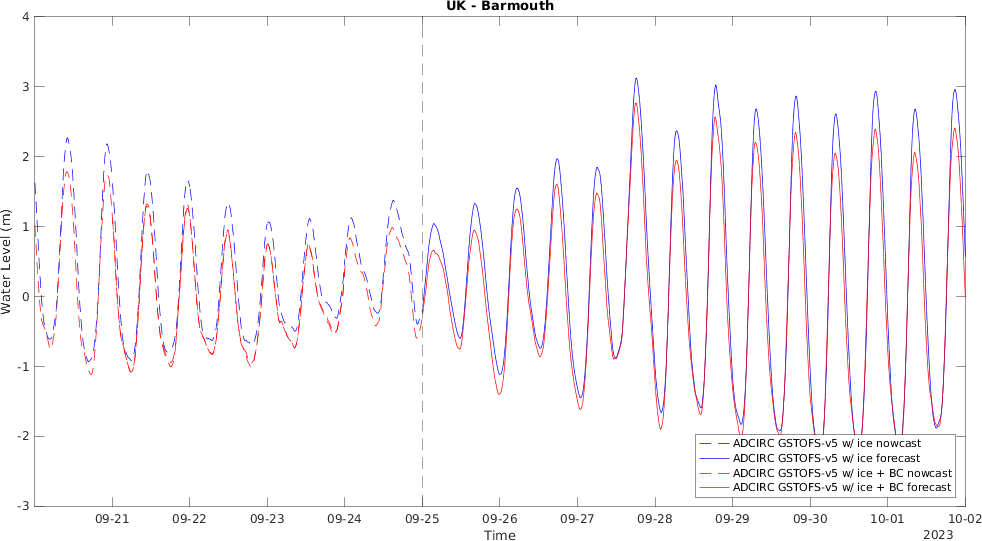 UK - Barmouth
4
3
2
1
0
-1
-2
-3
Water Level (m)
ADCIRC GSTOFS-v5 w/ ice nowcast
ADCIRC GSTOFS-v5 w/ ice forecast
ADCIRC GSTOFS-v5 w/ ice + BC nowcast
ADCIRC GSTOFS-v5 w/ ice + BC forecast
09-21 09-22 09-23 09-24 09-25 09-26 09-27 09-28 09-29 09-30 10-01 10-02
Time
2023